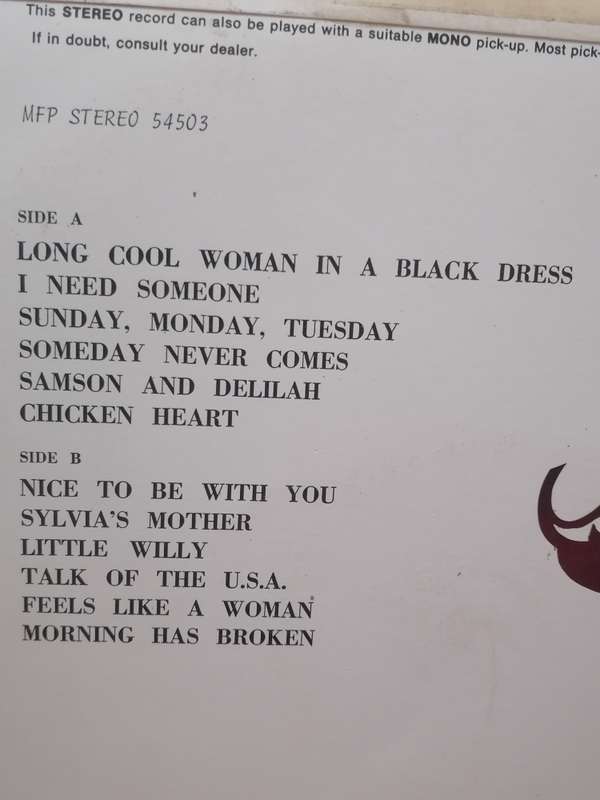 This STEREO record can also be played with a suitable MONO pick-up. Most pick-
If in doubt, consult your dealer.
MFP STEREO 54503
SIDE A
LONG COOL WOMAN IN A BLACK DRESS
I NEED SOMEONE
SUNDAY, MONDAY, TUESDAY
SOMEDAY NEVER COMES
SAMSON AND DELILAH
CHICKEN HEART
SIDE B
NICE TO BE WITH YOU
SYLVIA'S MOTHER
LITTLE WILLY
TALK OF THE U.S.A.
FEELS LIKE A WOMAN
MORNING HAS BROKEN